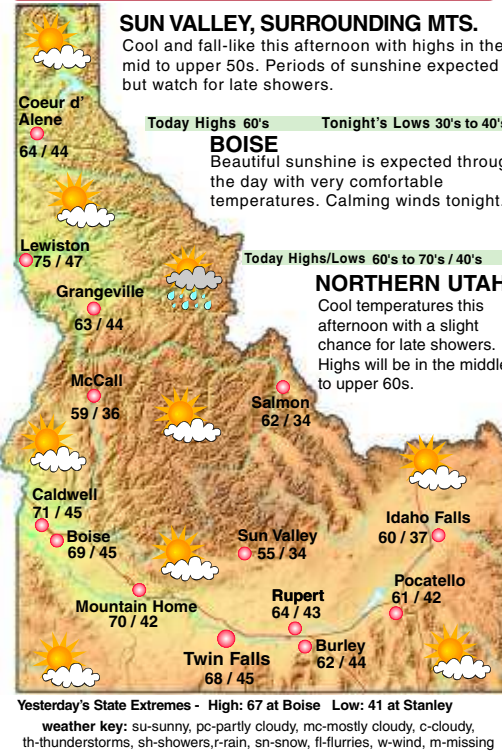 SUN VALLEY, SURROUNDING MTS.
Cool and fall-like this afternoon with highs in the
mid to upper 50s. Periods of sunshine expected
but watch for late showers.
Today Highs 60's Tonight's Lows 30's to 40's
BOISE
Beautiful sunshine is expected throug
the day with very comfortable
temperatures. Calming winds tonight.
Today Highs/Lows 60's to 70's / 40's
NORTHERN UTAH
Cool temperatures this
afternoon with a slight
chance for late showers.
Highs will be in the middle
to upper 60s.
Coeur d'
Alene
64 / 44
Lewiston
75 / 47
Grangeville
63 / 44
McCall
59 / 36
Salmon
62 / 34
Caldwell
71 / 45
Boise
69 / 45
Sun Valley
55 / 34
Idaho Falls
60 / 37
Mountain Home
70 / 42
Rupert
64 / 43
Pocatello
61 / 42
Twin Falls
68 / 45
Burley
62 / 44
Yesterday's State Extremes - High: 67 at Boise Low: 41 at Stanley
weather key: su-sunny, pc-partly cloudy, mc-mostly cloudy, c-cloudy,
th-thunderstorms, sh-showers,r-rain, sn-snow, fl-flurries, w-wind, m-missing